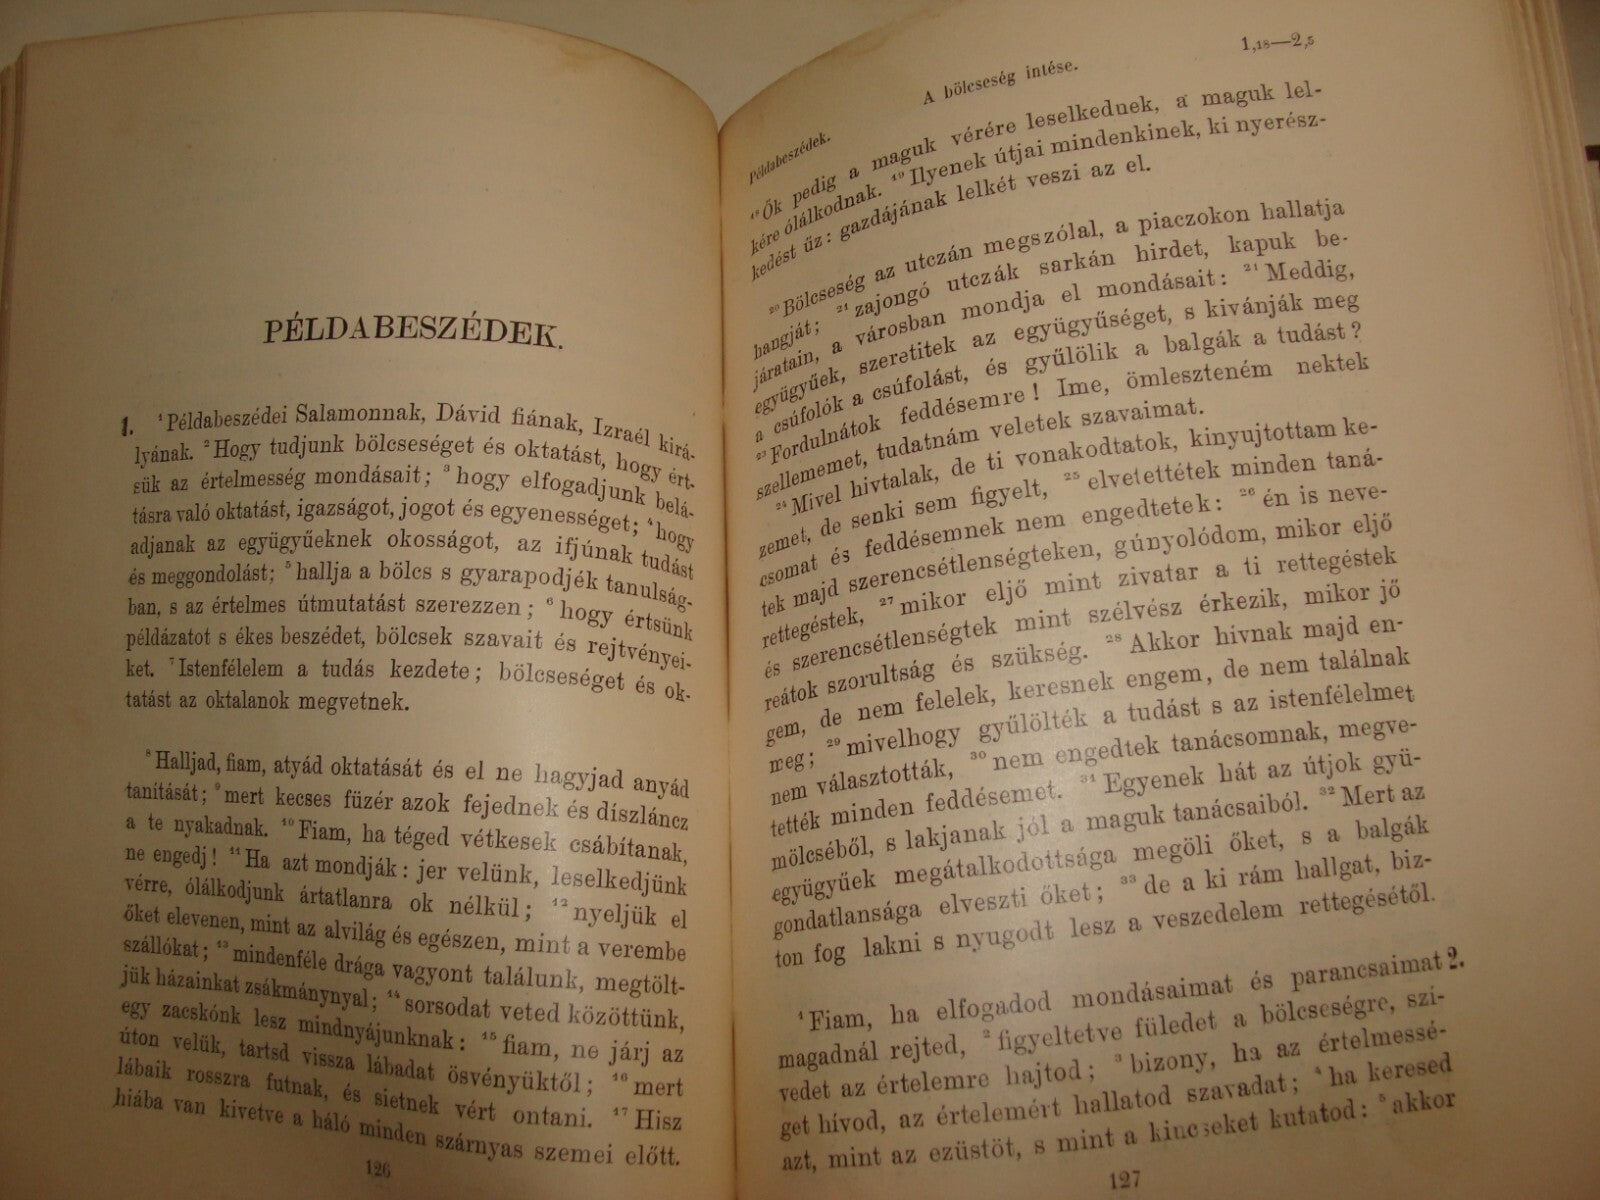 PÉLDABESZÉDEK.
1. ¹Példabeszédei Salamonnak, Dávid fiának, Izraél kirá-
lyának. ²Hogy tudjunk bölcseséget és oktatást, hogy ért-
sük az értelmesség mondásait; ³hogy elfogadjunk belá-
tásra való oktatást, igazságot, jogot és egyenességet; ⁴hogy
adjanak az együgyűeknek okosságot, az ifjúnak tudást
és meggondolást; ⁵hallja a bölcs s gyarapodjék tanulság-
ban, s az értelmes útmutatást szerezzen; ⁶hogy értsünk
példázatot s ékes beszédet, bölcsek szavait és rejtvényei-
ket. ⁷Istenfélelem a tudás kezdete; bölcseséget és ok-
tatást az oktalanok megvetnek.
⁸Halljad, fiam, atyád oktatását és el ne hagyjad anyád
tanítását; ⁹mert kecses füzér azok fejednek és díszláncz
a te nyakadnak. ¹⁰Fiam, ha téged vétkesek csábítanak,
ne engedj! ¹¹Ha azt mondják: jer velünk, leselkedjünk
vérre, ólálkodjunk ártatlanra ok nélkül; ¹²nyeljük el
őket elevenen, mint az alvilág és egészen, mint a verembe
szállókat; ¹³mindenféle drága vagyont találunk, megtölt-
jük házainkat zsákmánynyal; ¹⁴sorsodat veted közöttünk,
egy zacskónk lesz mindnyájunknak: ¹⁵fiam, ne járj az
úton velük, tartsd vissza lábadat ösvényüktől; ¹⁶mert
lábaik rosszra futnak, és sietnek vért ontani. ¹⁷Hisz
hiába van kivetve a háló minden szárnyas szemei előtt.
126
Példabeszédek.
A bölcseség intése.
1,18—2,5
¹⁸Ők pedig a maguk vérére leselkednek, a maguk lel-
kére ólálkodnak. ¹⁹Ilyenek útjai mindenkinek, ki nyerész-
kedést űz: gazdájának lelkét veszi az el.
²⁰Bölcseség az utczán megszólal, a piaczokon hallatja
hangját; ²¹zajongó utczák sarkán hirdet, kapuk be-
járatain, a városban mondja el mondásait: ²¹Meddig,
együgyűek, szeretitek az együgyűséget, s kivánják meg
a csúfolók a csúfolást, és gyűlölik a balgák a tudást?
²³Fordulnátok feddésemre! Ime, ömleszteném nektek
szellememet, tudatnám veletek szavaimat.
²⁴Mivel hivtalak, de ti vonakodtatok, kinyujtottam ke-
zemet, de senki sem figyelt, ²⁵elvetettétek minden taná-
csomat és feddésemnek nem engedtetek: ²⁶én is neve-
tek majd szerencsétlenségteken, gúnyolódom, mikor eljő
rettegéstek, ²⁷mikor eljő mint zivatar a ti rettegéstek
és szerencsétlenségtek mint szélvész érkezik, mikor jő
reátok szorultság és szükség. ²⁸Akkor hivnak majd en-
gem, de nem felelek, keresnek engem, de nem találnak
meg; ²⁹mivelhogy gyűlölték a tudást s az istenfélelmet
nem választották, ³⁰nem engedtek tanácsomnak, megve-
tették minden feddésemet. ³¹Egyenek hát az útjok gyü-
mölcséből, s lakjanak jól a maguk tanácsaiból. ³²Mert az
együgyűek megátalkodottsága megöli őket, s a balgák
gondatlansága elveszti őket; ³³de a ki rám hallgat, biz-
ton fog lakni s nyugodt lesz a veszedelem rettegésétől.
¹Fiam, ha elfogadod mondásaimat és parancsaimat 2.
magadnál rejted, ²figyeltetve füledet a bölcseségre, szi-
vedet az értelemre hajtod; ³bizony, ha az értelmessé-
get hívod, az értelemért hallatod szavadat; ⁴ha keresed
azt, mint az ezüstöt, s mint a kincseket kutatod: ⁵akkor
127